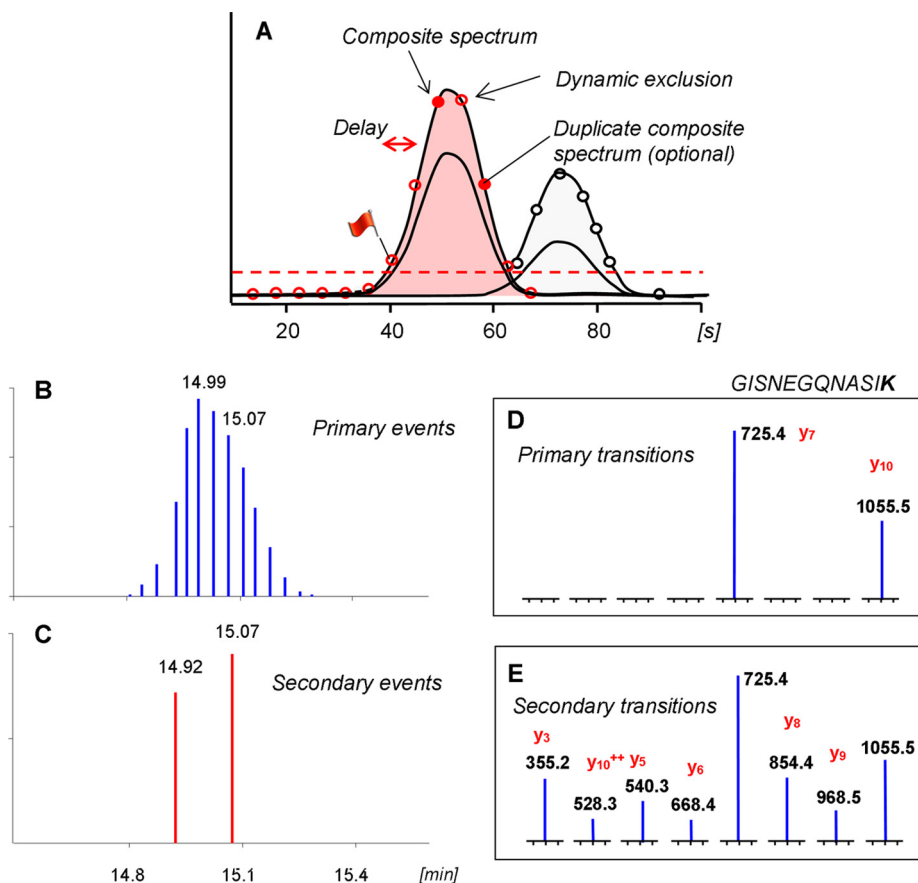 A
Composite spectrum
Dynamic exclusion
Delay
Duplicate composite
spectrum (optional)
20 40 60 80 [s]
B
14.99
15.07
Primary events
C
15.07
14.92
Secondary events
14.8 15.1 15.4 [min]
GISNEGQNASIK
D
Primary transitions
725.4 y7
y10
1055.5
E
725.4
Secondary transitions
y3
355.2
y10++ y5
528.3 540.3
y6
668.4
y8
854.4
y9
968.5
1055.5